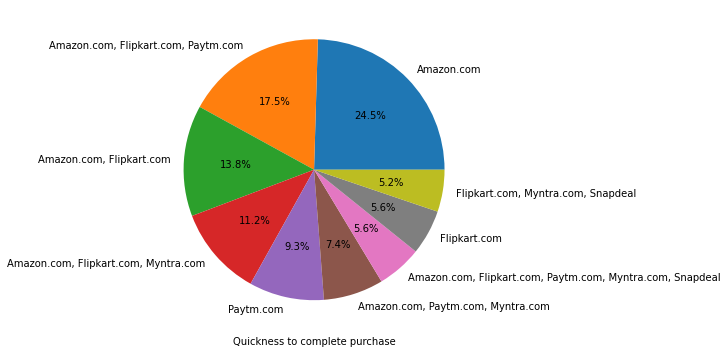 Amazon.com, Flipkart.com, Paytm.com
Amazon.com
17.5%
24.5%
Amazon.com, Flipkart.com
13.8%
5.2%
Flipkart.com, Myntra.com, Snapdeal
5.6%
11.2%
5.6%
Flipkart.com
9.3%
7.4%
Amazon.com, Flipkart.com, Myntra.com
Amazon.com, Flipkart.com, Paytm.com, Myntra.com, Snapdeal
Paytm.com
Amazon.com, Paytm.com, Myntra.com
Quickness to complete purchase